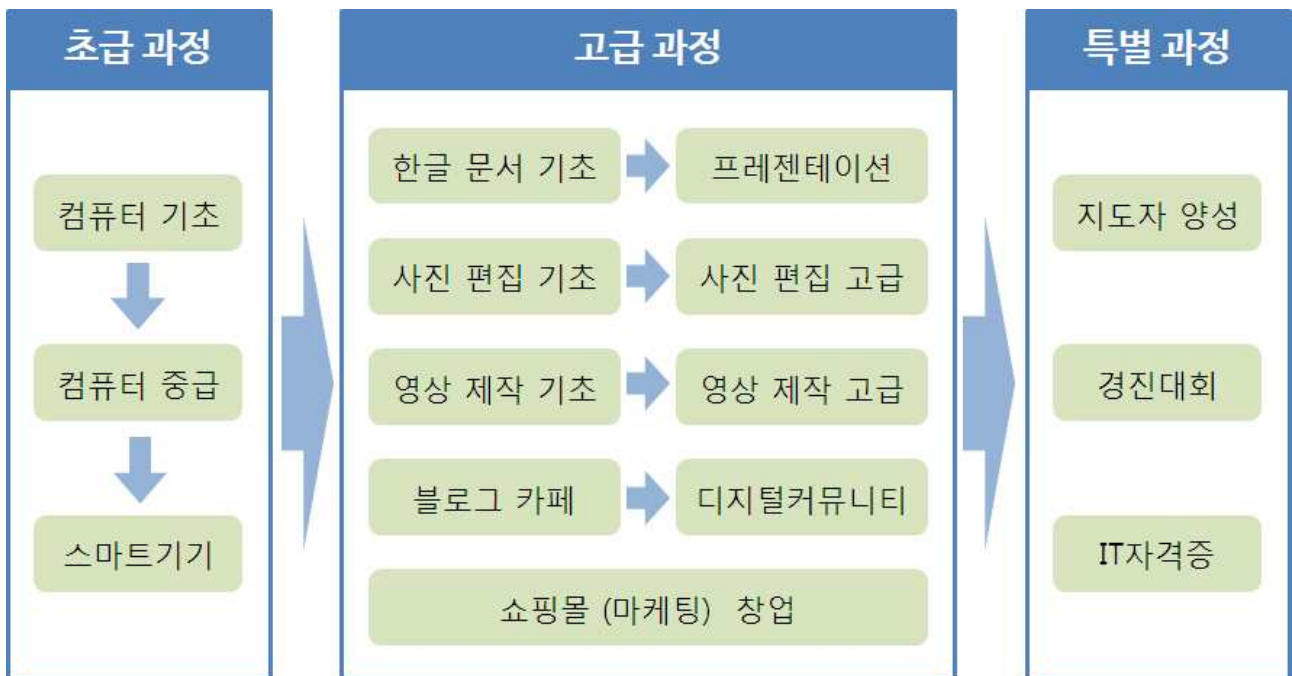 초급 과정
컴퓨터 기초
컴퓨터 중급
스마트기기
고급 과정
한글 문서 기초
프레젠테이션
사진 편집 기초
사진 편집 고급
영상 제작 기초
영상 제작 고급
블로그 카페
디지털커뮤니티
쇼핑몰 (마케팅) 창업
특별 과정
지도자 양성
경진대회
IT자격증